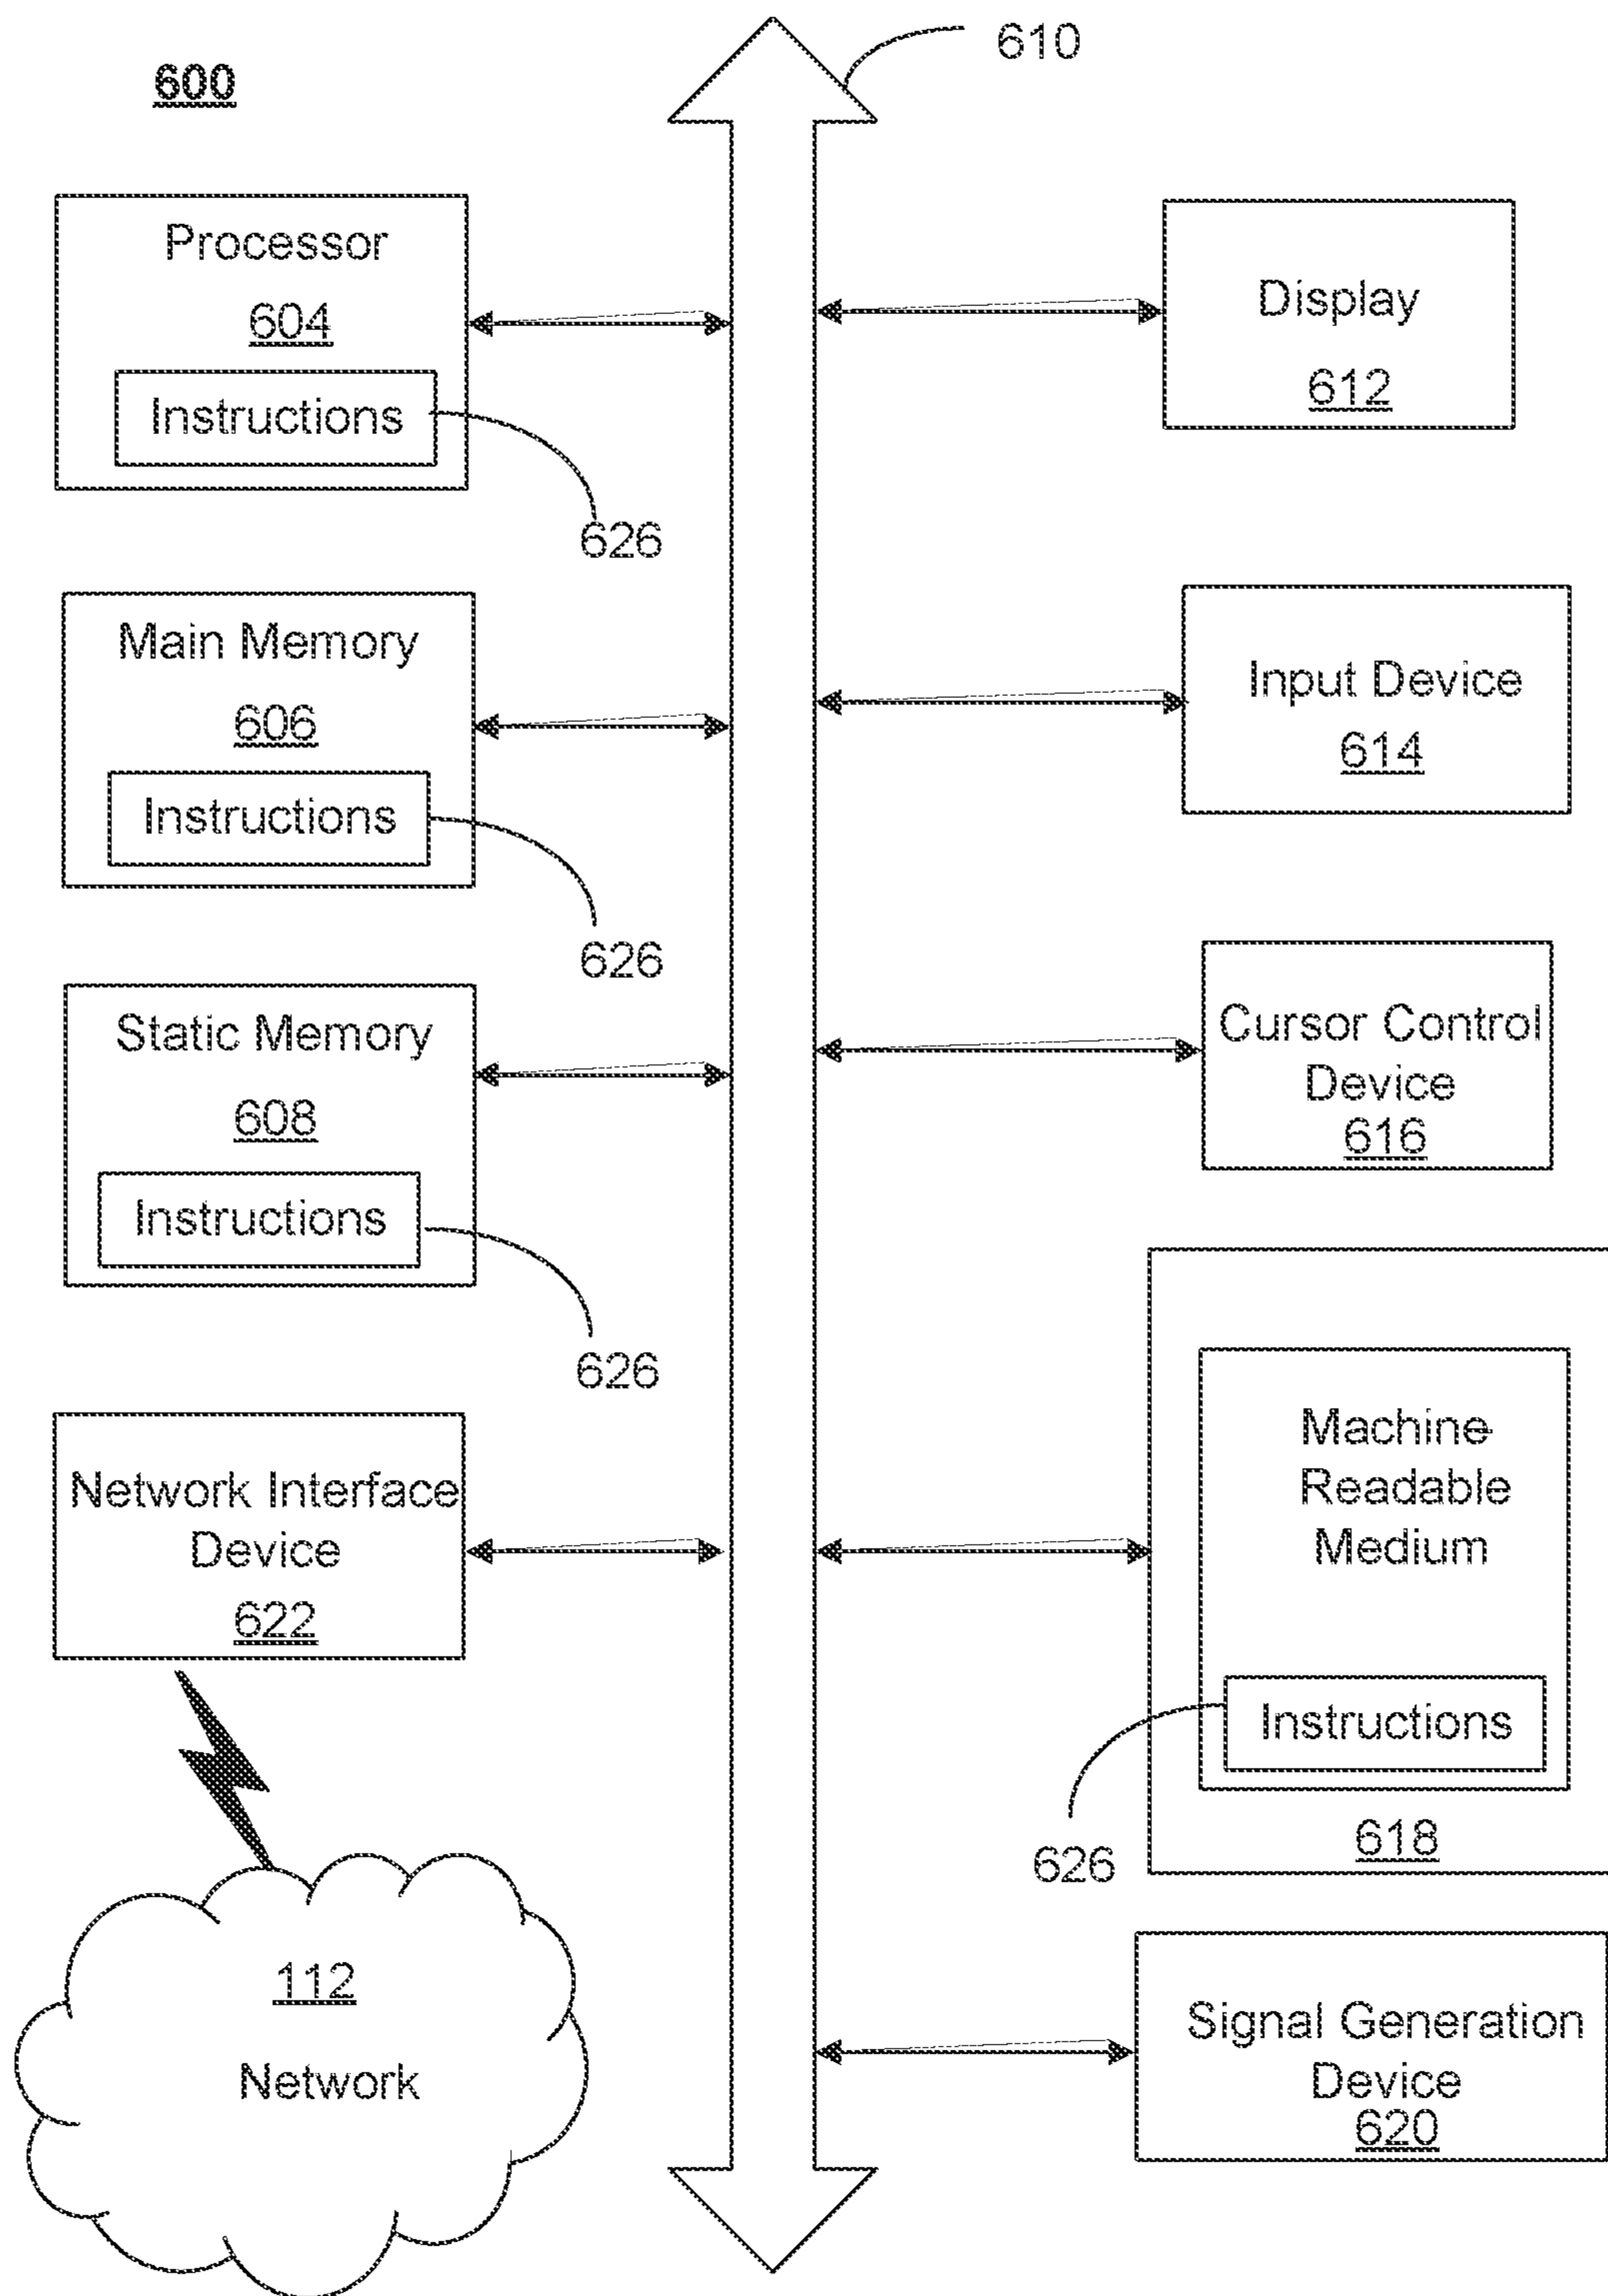 600
610
Processor
604
Instructions
626
Main Memory
606
Instructions
626
Static Memory
608
Instructions
626
Network Interface
Device
622
112
Network
Display
612
Input Device
614
Cursor Control
Device
616
Machine-
Readable
Medium
Instructions
626
618
Signal Generation
Device
620